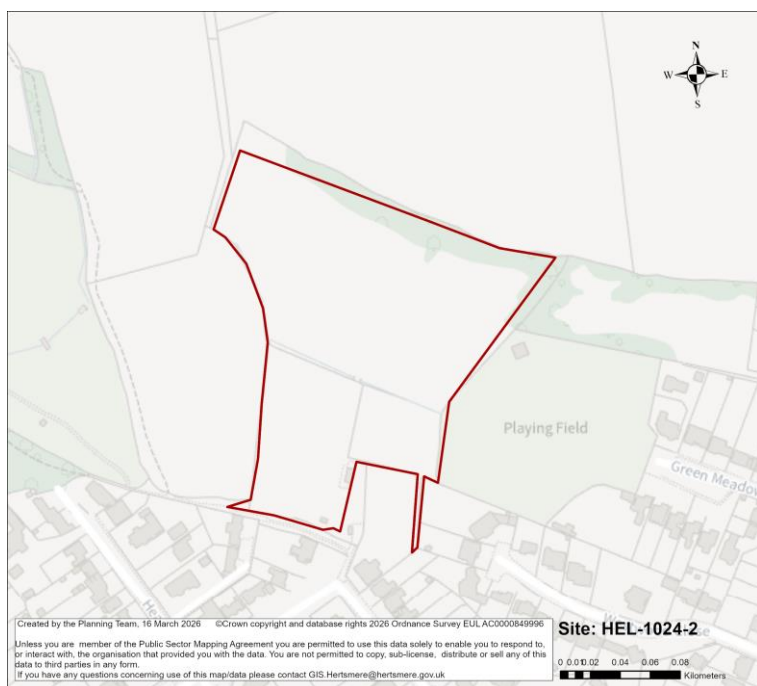 N
W E
S
Playing Field
Green Meadow
Created by the Planning Team, 16 March 2026 ©Crown copyright and database rights 2026 Ordnance Survey EUL AC0000849996
Unless you are member of the Public Sector Mapping Agreement you are permitted to use this data solely to enable you to respond to,
or interact with, the organisation that provided you with the data. You are not permitted to copy, sub-license, distribute or sell any of this
data to third parties in any form.
If you have any questions concerning use of this map/data please contact GIS.Hertsmere@hertsmere.gov.uk
Site: HEL-1024-2
0 0.01 0.02 0.04 0.06 0.08
Kilometers